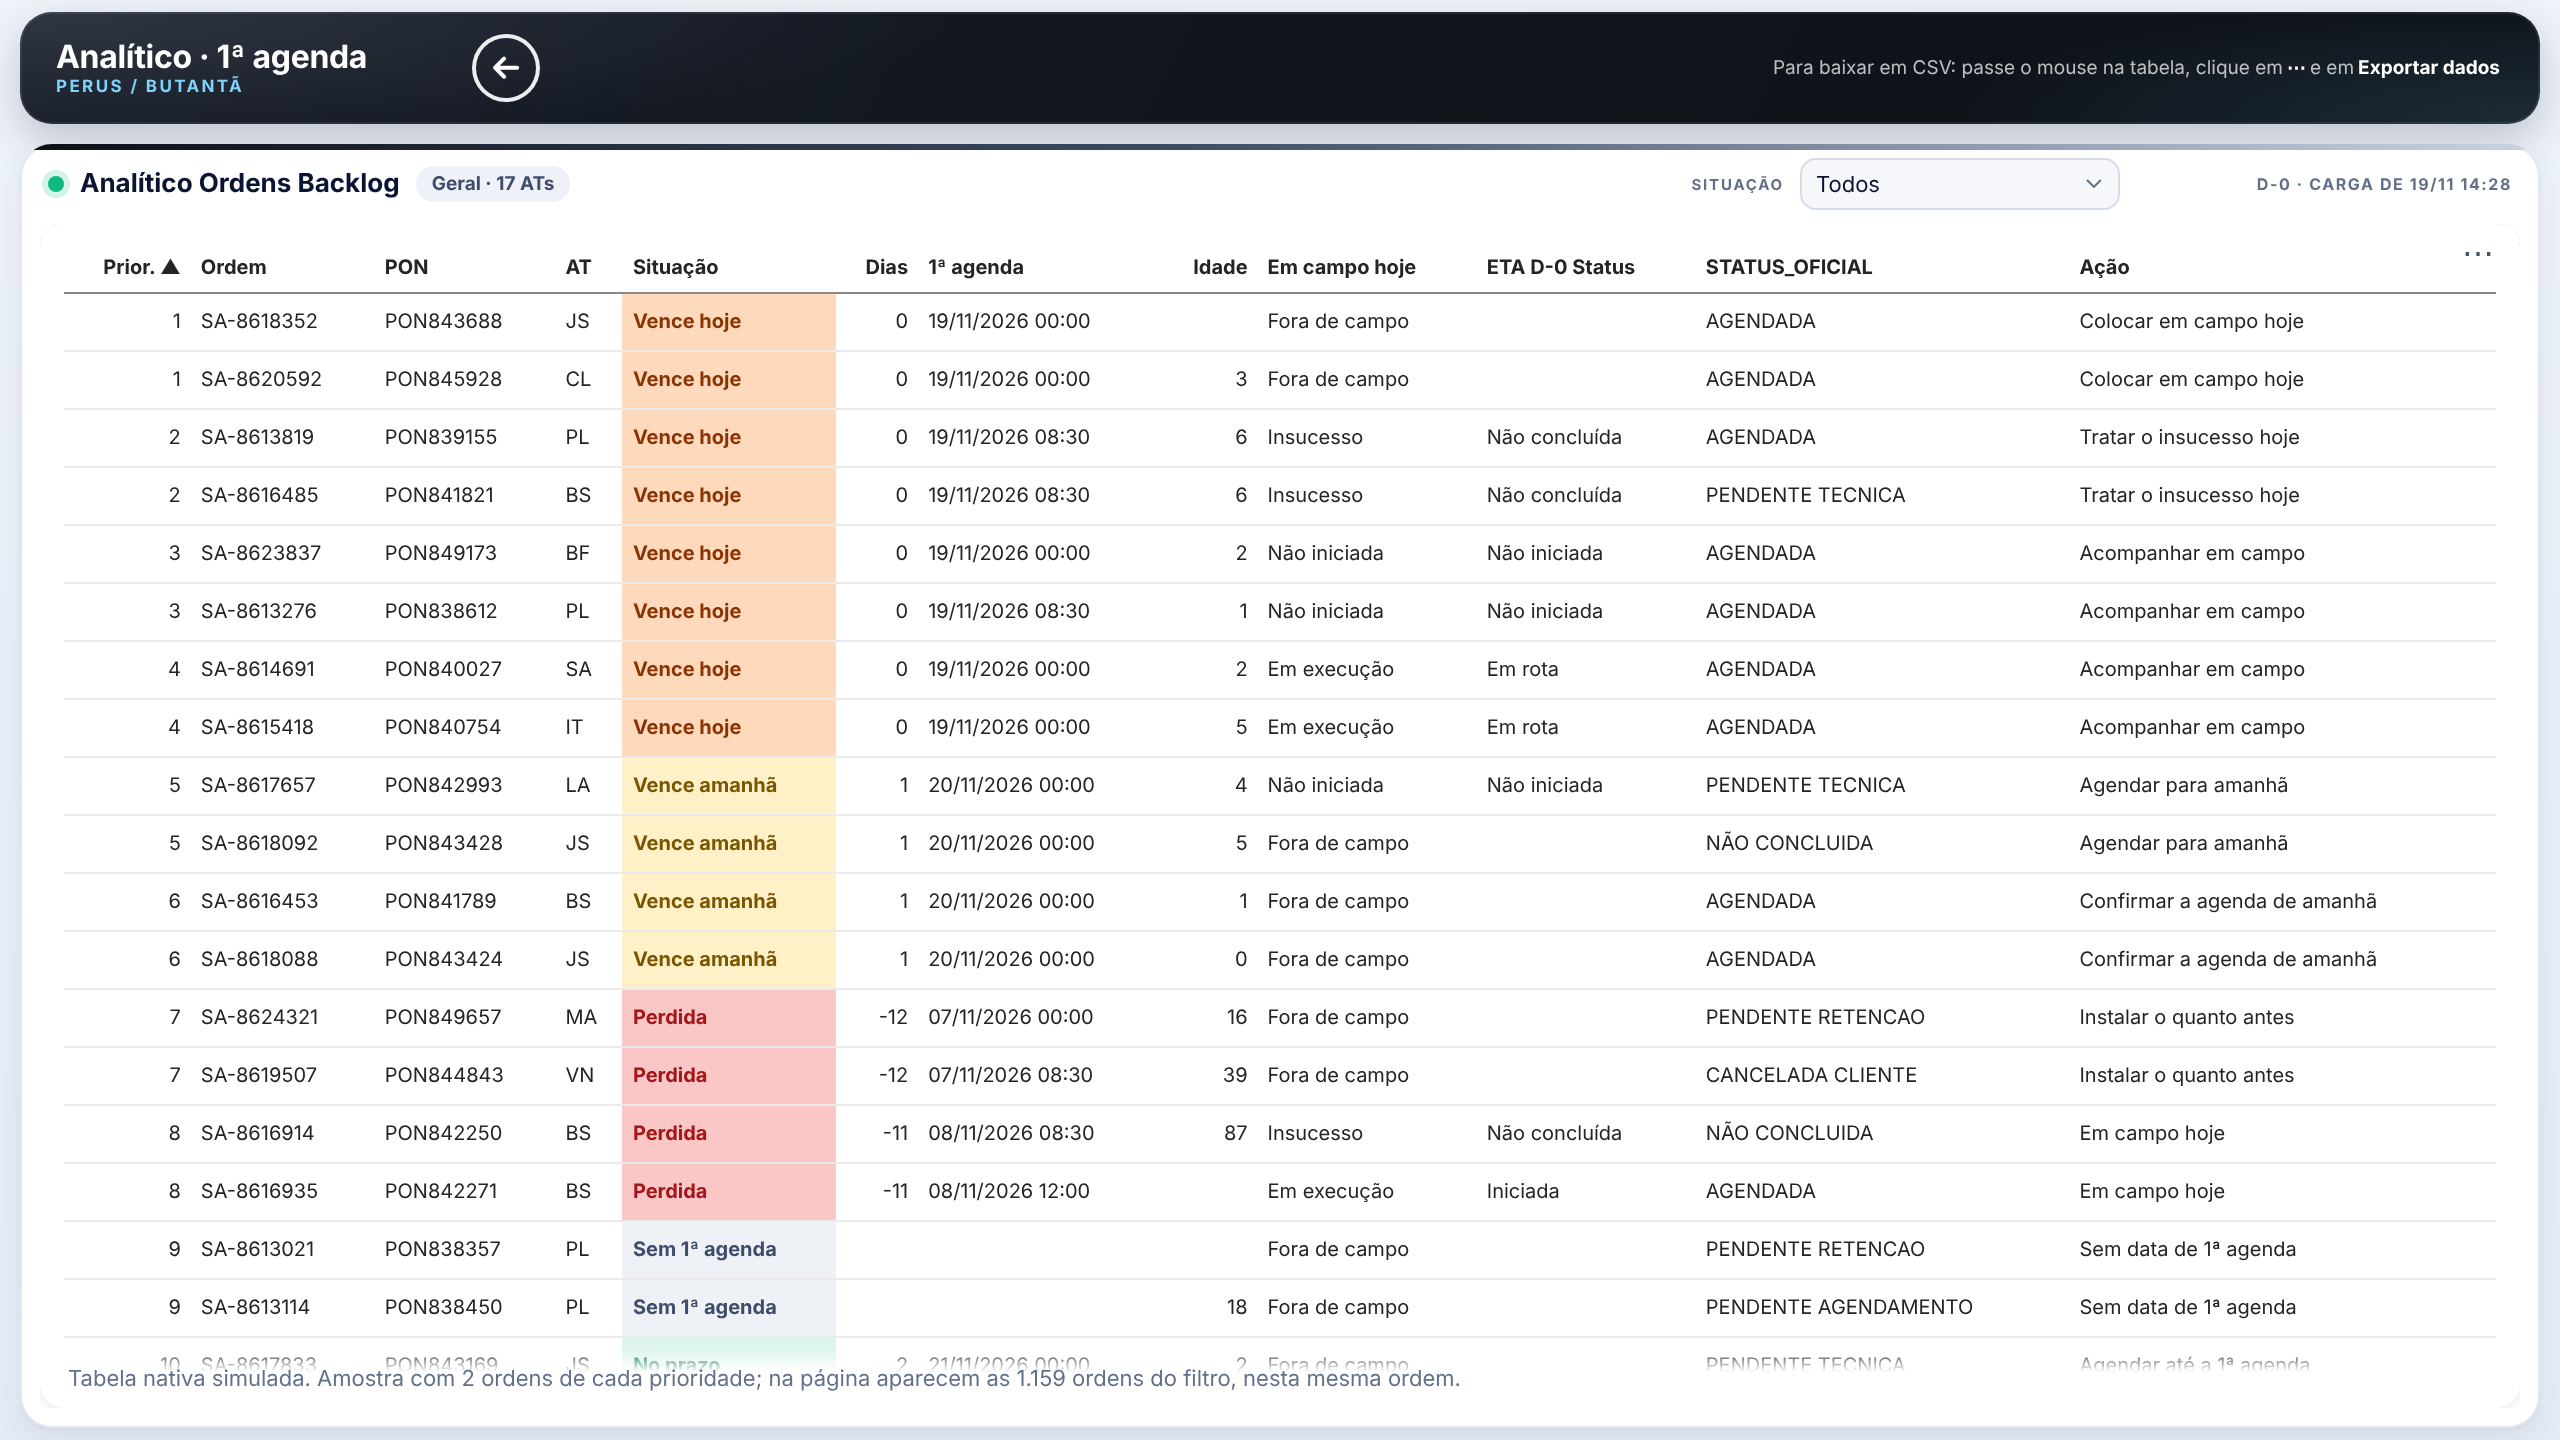 Analítico · 1ª agenda
PERUS / BUTANTÃ
Para baixar em CSV: passe o mouse na tabela, clique em ··· e em Exportar dados
Analítico Ordens Backlog Geral · 17 ATs SITUAÇÃO Todos D-0 · CARGA DE 19/11 14:28
···
Prior. ▲ Ordem PON AT Situação Dias 1ª agenda Idade Em campo hoje ETA D-0 Status STATUS_OFICIAL Ação
1 SA-8618352 PON843688 JS Vence hoje 0 19/11/2026 00:00 Fora de campo AGENDADA Colocar em campo hoje
1 SA-8620592 PON845928 CL Vence hoje 0 19/11/2026 00:00 3 Fora de campo AGENDADA Colocar em campo hoje
2 SA-8613819 PON839155 PL Vence hoje 0 19/11/2026 08:30 6 Insucesso Não concluída AGENDADA Tratar o insucesso hoje
2 SA-8616485 PON841821 BS Vence hoje 0 19/11/2026 08:30 6 Insucesso Não concluída PENDENTE TECNICA Tratar o insucesso hoje
3 SA-8623837 PON849173 BF Vence hoje 0 19/11/2026 00:00 2 Não iniciada Não iniciada AGENDADA Acompanhar em campo
3 SA-8613276 PON838612 PL Vence hoje 0 19/11/2026 08:30 1 Não iniciada Não iniciada AGENDADA Acompanhar em campo
4 SA-8614691 PON840027 SA Vence hoje 0 19/11/2026 00:00 2 Em execução Em rota AGENDADA Acompanhar em campo
4 SA-8615418 PON840754 IT Vence hoje 0 19/11/2026 00:00 5 Em execução Em rota AGENDADA Acompanhar em campo
5 SA-8617657 PON842993 LA Vence amanhã 1 20/11/2026 00:00 4 Não iniciada Não iniciada PENDENTE TECNICA Agendar para amanhã
5 SA-8618092 PON843428 JS Vence amanhã 1 20/11/2026 00:00 5 Fora de campo NÃO CONCLUIDA Agendar para amanhã
6 SA-8616453 PON841789 BS Vence amanhã 1 20/11/2026 00:00 1 Fora de campo AGENDADA Confirmar a agenda de amanhã
6 SA-8618088 PON843424 JS Vence amanhã 1 20/11/2026 00:00 0 Fora de campo AGENDADA Confirmar a agenda de amanhã
7 SA-8624321 PON849657 MA Perdida -12 07/11/2026 00:00 16 Fora de campo PENDENTE RETENCAO Instalar o quanto antes
7 SA-8619507 PON844843 VN Perdida -12 07/11/2026 08:30 39 Fora de campo CANCELADA CLIENTE Instalar o quanto antes
8 SA-8616914 PON842250 BS Perdida -11 08/11/2026 08:30 87 Insucesso Não concluída NÃO CONCLUIDA Em campo hoje
8 SA-8616935 PON842271 BS Perdida -11 08/11/2026 12:00 Em execução Iniciada AGENDADA Em campo hoje
9 SA-8613021 PON838357 PL Sem 1ª agenda Fora de campo PENDENTE RETENCAO Sem data de 1ª agenda
9 SA-8613114 PON838450 PL Sem 1ª agenda 18 Fora de campo PENDENTE AGENDAMENTO Sem data de 1ª agenda
10 SA-8617833 PON843169 JS No prazo 2 21/11/2026 00:00 2 Fora de campo PENDENTE TECNICA Agendar até a 1ª agenda
Tabela nativa simulada. Amostra com 2 ordens de cada prioridade; na página aparecem as 1.159 ordens do filtro, nesta mesma ordem.